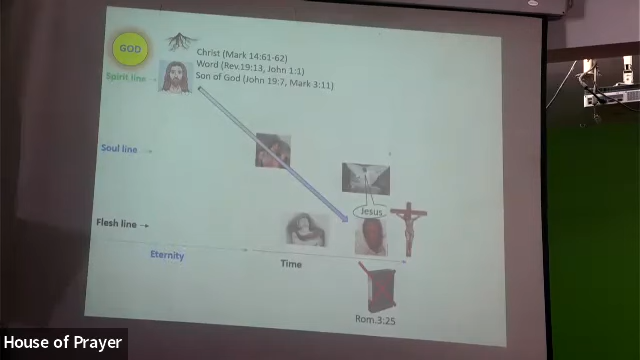 GOD
Christ (Mark 14:61-62)
Word (Rev.19:13, John 1:1)
Son of God (John 19:7, Mark 3:11)
Spirit line
Soul line
Jesus
Flesh line
Eternity
Time
Rom.3:25
House of Prayer